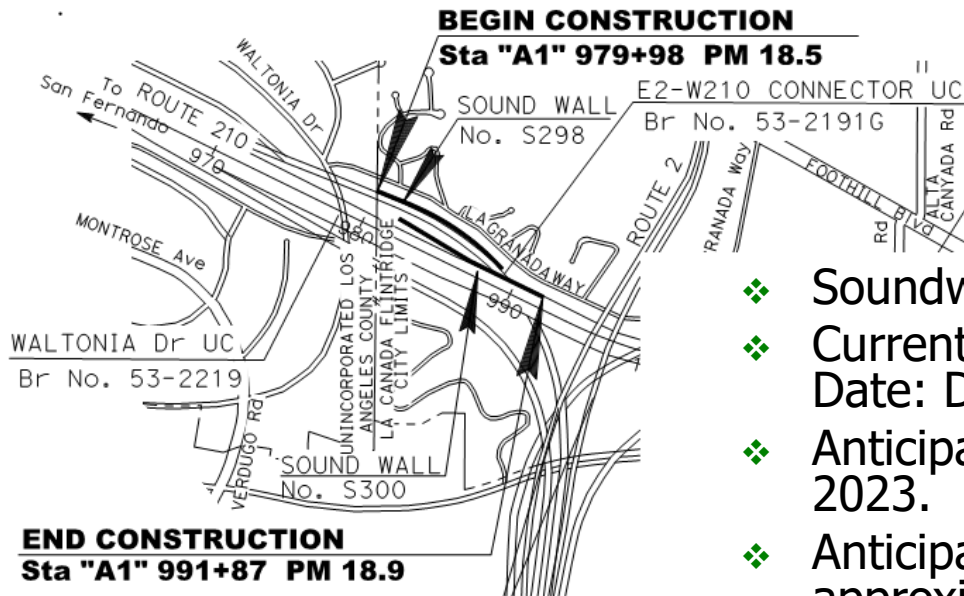 BEGIN CONSTRUCTION
Sta "A1" 979+98 PM 18.5
WALTONIA Dr
To ROUTE 210
San Fernando
970
SOUND WALL
No. S298
E2-W210 CONNECTOR UC
Br No. 53-2191G
ROUTE 2
RANADA Way
FOOTHILL Blvd
ALTA
CANYADA Rd
Rd
MONTROSE Ave
980
LA GRANADA WAY
990
UNINCORPORATED LOS
ANGELES COUNTY
LA CANADA FLINTRIDGE
CITY LIMITS
WALTONIA Dr UC
Br No. 53-2219
VERDUGO Rd
SOUND WALL
No. S300
END CONSTRUCTION
Sta "A1" 991+87 PM 18.9
❖ Soundw
❖ Current
Date: D
❖ Anticipa
2023.
❖ Anticipa